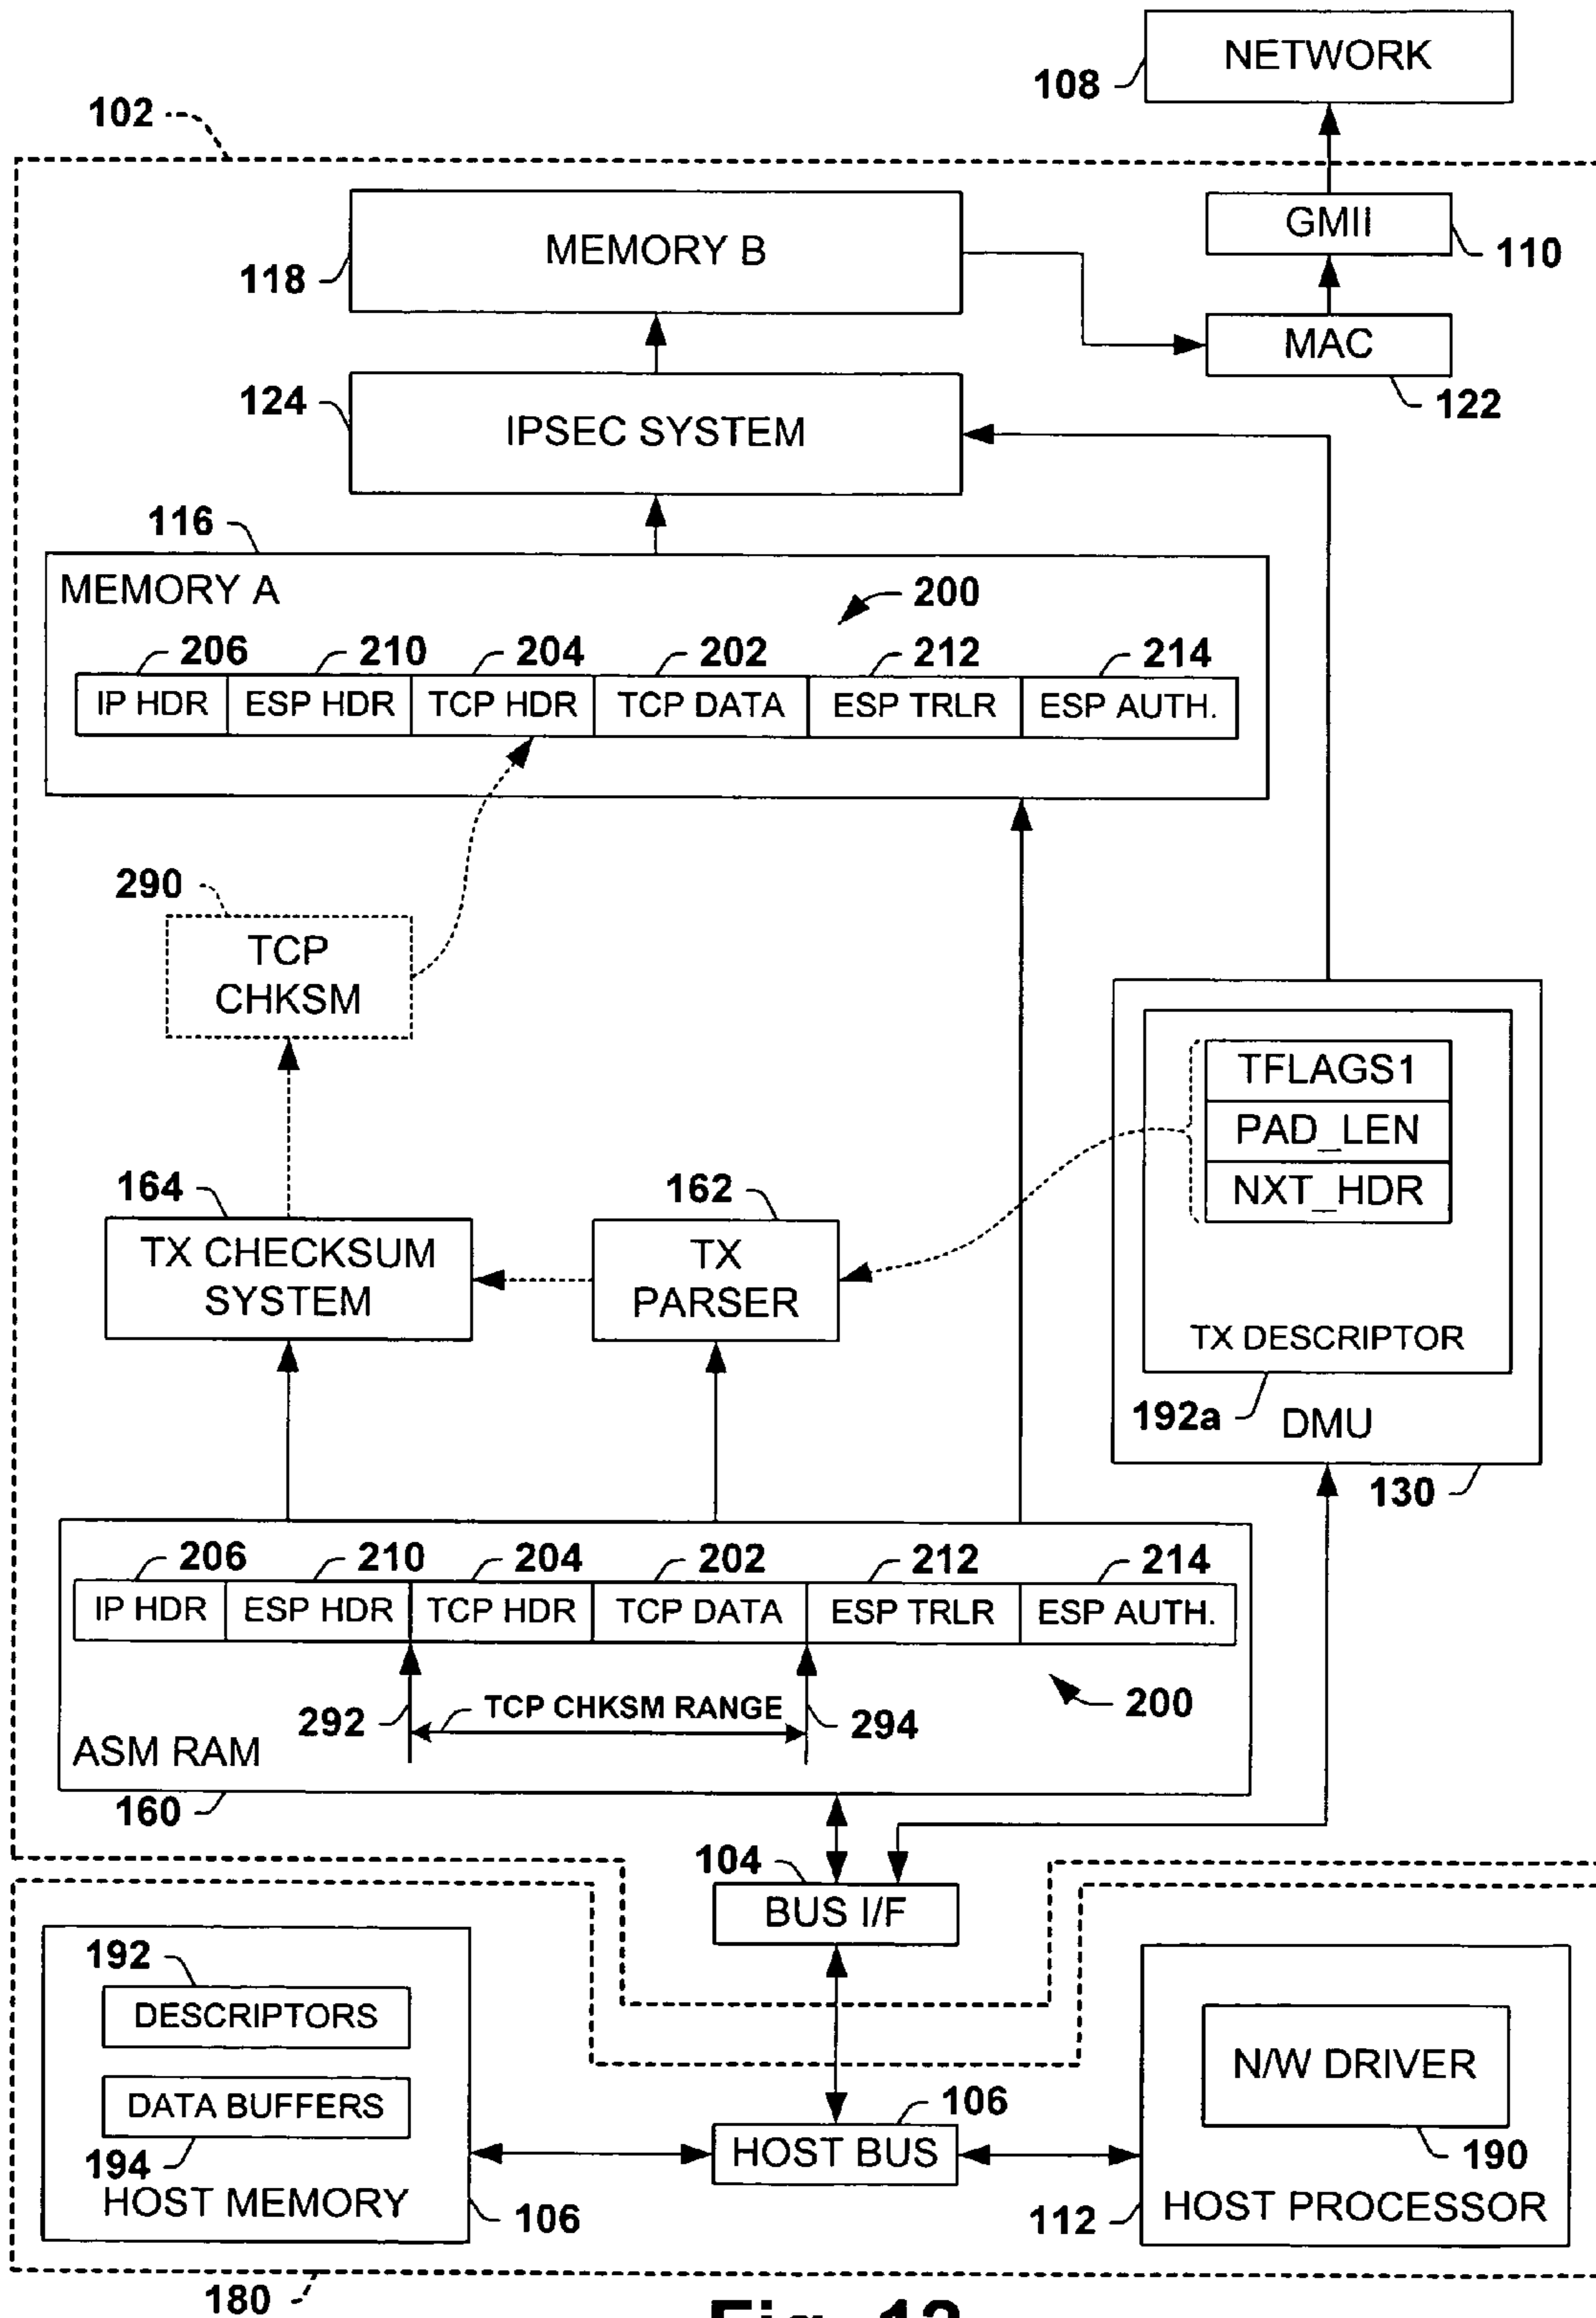 NETWORK
108
102
GMII
110
MEMORY B
118
MAC
122
124
IPSEC SYSTEM
116
MEMORY A
200
206 210 204 202 212 214
IP HDR ESP HDR TCP HDR TCP DATA ESP TRLR ESP AUTH.
290
TCP
CHKSM
TFLAGS1
PAD_LEN
NXT_HDR
164
162
TX CHECKSUM
SYSTEM
TX
PARSER
TX DESCRIPTOR
192a
DMU
130
206 210 204 202 212 214
IP HDR ESP HDR TCP HDR TCP DATA ESP TRLR ESP AUTH.
292
TCP CHKSM RANGE
294
200
ASM RAM
160
104
BUS I/F
192
DESCRIPTORS
DATA BUFFERS
194
HOST MEMORY
106
106
HOST BUS
N/W DRIVER
190
HOST PROCESSOR
112
180